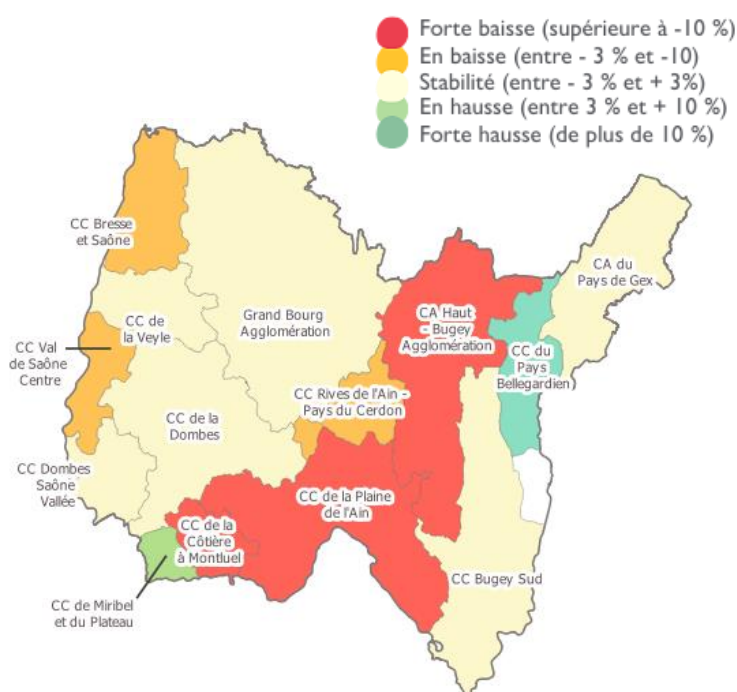 Forte baisse (supérieure à -10 %)
En baisse (entre - 3 % et -10)
Stabilité (entre - 3 % et + 3%)
En hausse (entre 3 % et + 10 %)
Forte hausse (de plus de 10 %)
CC Bresse
et Saône
CA du
Pays de Gex
CC de
la Veyle
Grand Bourg
Agglomération
CA Haut
- Bugey
Agglomération
CC Val
de Saône
Centre
CC du
Pays
Bellegardien
CC Rives de l'Ain -
Pays du Cerdon
CC de la
Dombes
CC Dombes
Saône
Vallée
CC de la Plaine
de l'Ain
CC de la
Côtière
à Montluel
CC Bugey Sud
CC de Miribel
et du Plateau